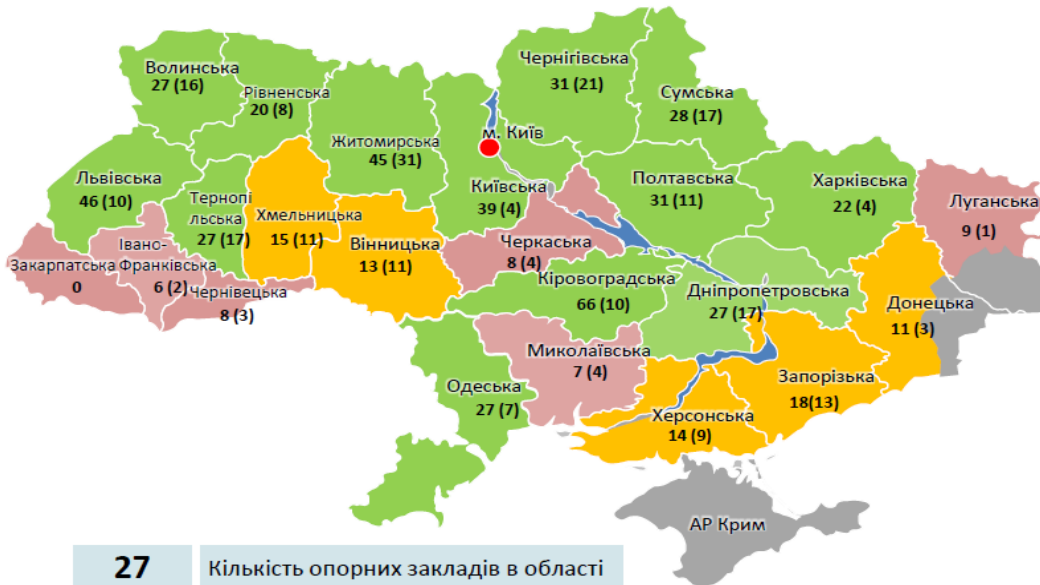 Волинська
27 (16)
Рівненська
20 (8)
Житомирська
45 (31)
Чернігівська
31 (21)
Сумська
28 (17)
м. Київ
Київська
39 (4)
Львівська
46 (10)
Тернопі
льська
27 (17)
Хмельницька
15 (11)
Вінницька
13 (11)
Полтавська
31 (11)
Харківська
22 (4)
Луганська
9 (1)
Закарпатська
0
Івано-
Франківська
6 (2)
Чернівецька
8 (3)
Черкаська
8 (4)
Кіровоградська
66 (10)
Дніпропетровська
27 (17)
Донецька
11 (3)
Миколаївська
7 (4)
Одеська
27 (7)
Запорізька
18(13)
Херсонська
14 (9)
АР Крим
27 Кількість опорних закладів в області